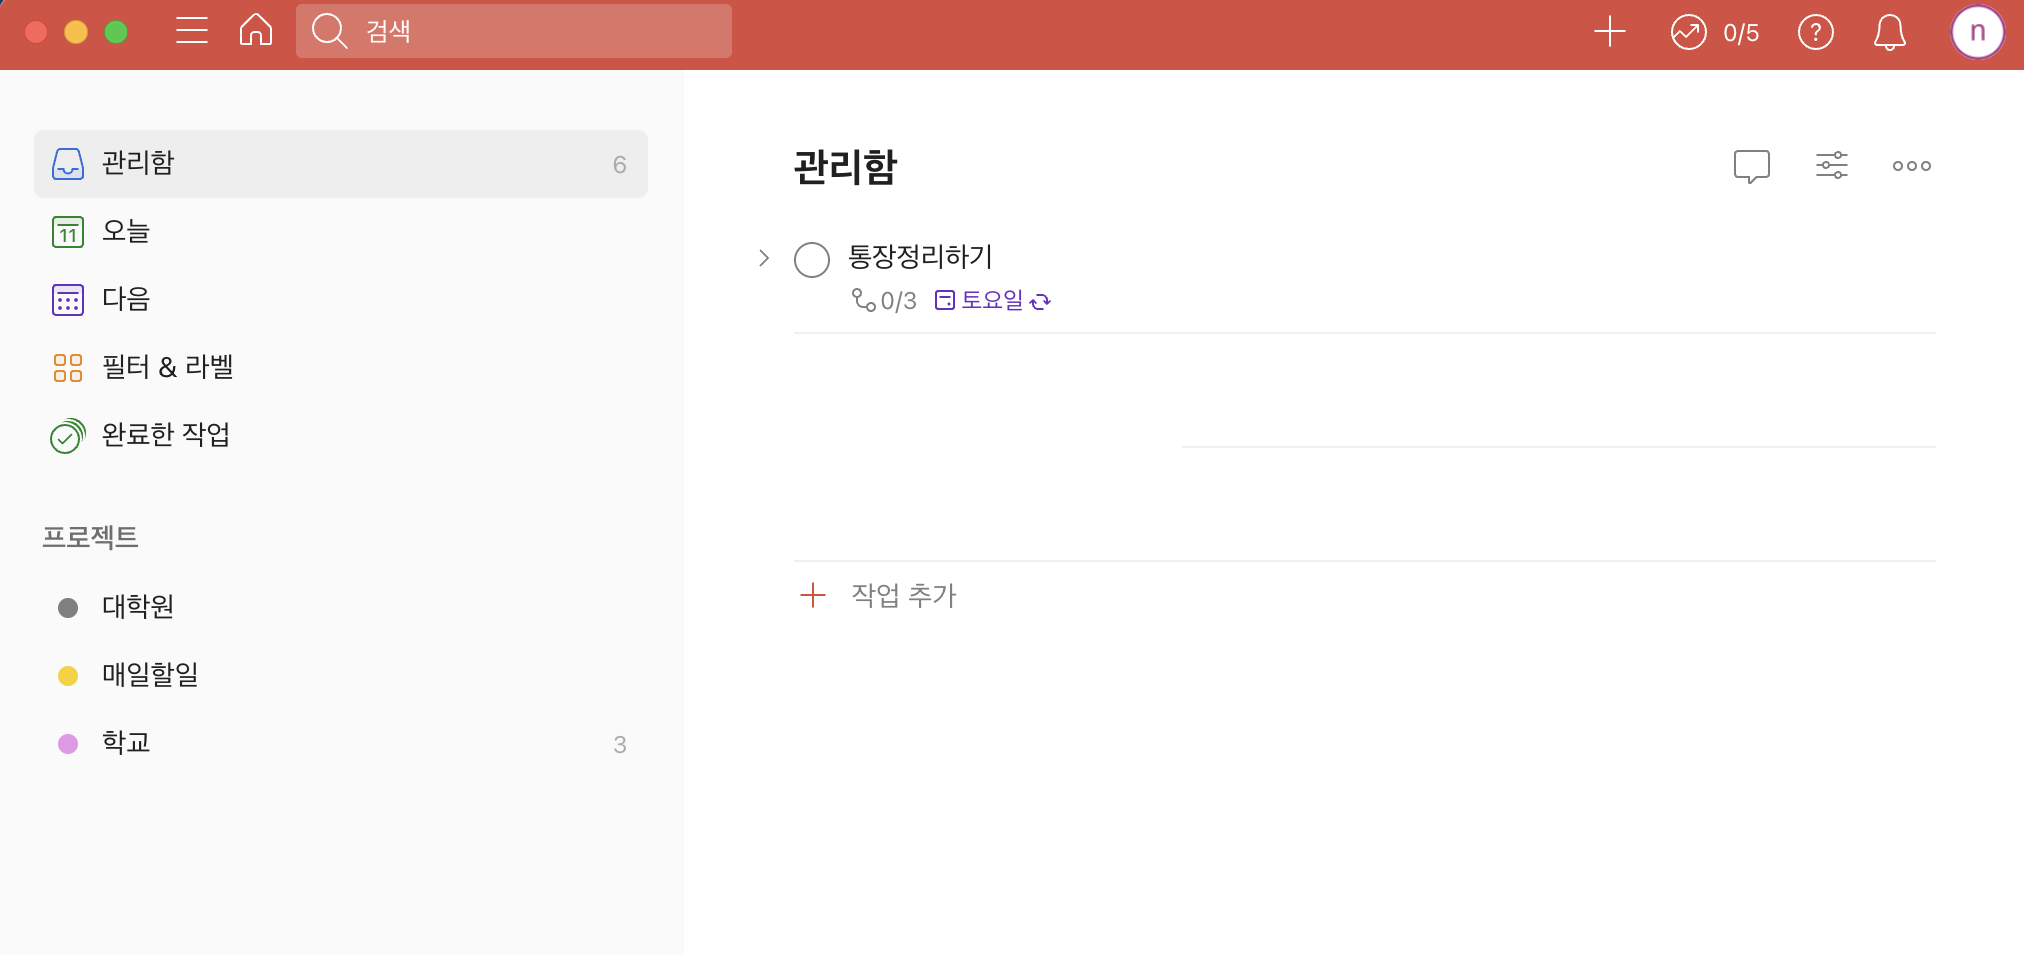 검색
0/5
?
n
관리함 6
11 오늘
다음
필터 & 라벨
완료한 작업
프로젝트
대학원
매일할일
학교 3
관리함
통장정리하기
0/3 토요일
작업 추가